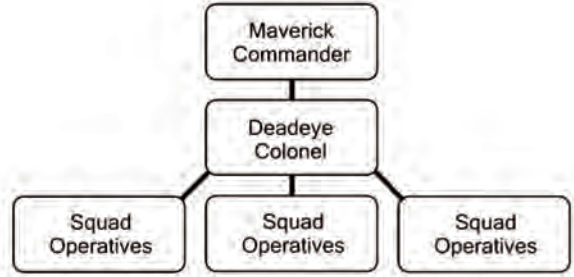 Maverick
Commander
Deadeye
Colonel
Squad
Operatives
Squad
Operatives
Squad
Operatives